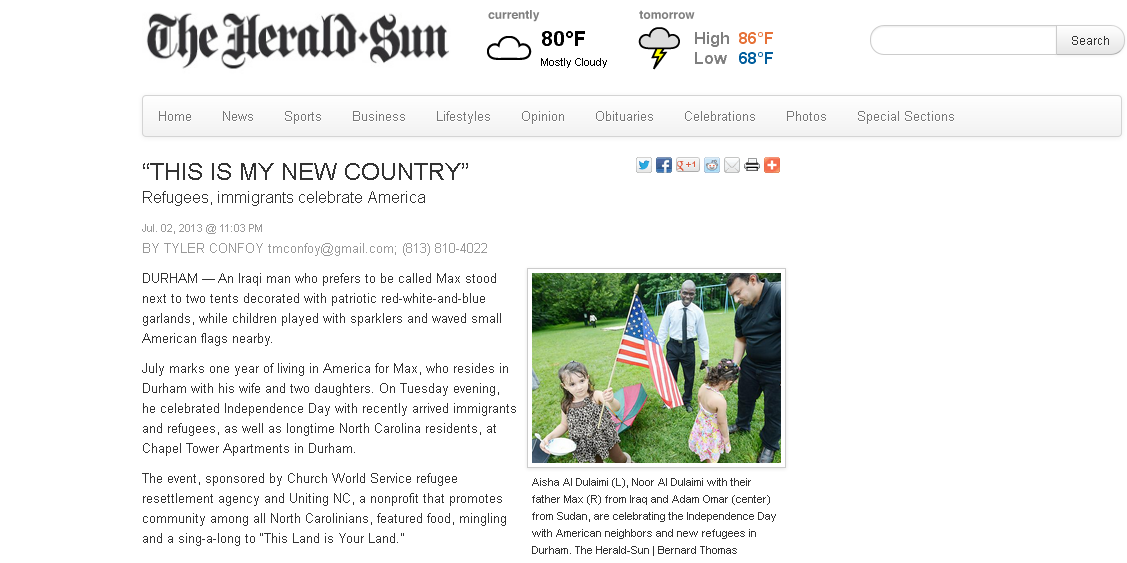 The Herald-Sun
currently
80°F
Mostly Cloudy
tomorrow
High 86°F
Low 68°F
Search
Home News Sports Business Lifestyles Opinion Obituaries Celebrations Photos Special Sections
“THIS IS MY NEW COUNTRY”
+1
Refugees, immigrants celebrate America
Jul. 02, 2013 @ 11:03 PM
BY TYLER CONFOY tmconfoy@gmail.com; (813) 810-4022
DURHAM — An Iraqi man who prefers to be called Max stood
next to two tents decorated with patriotic red-white-and-blue
garlands, while children played with sparklers and waved small
American flags nearby.
July marks one year of living in America for Max, who resides in
Durham with his wife and two daughters. On Tuesday evening,
he celebrated Independence Day with recently arrived immigrants
and refugees, as well as longtime North Carolina residents, at
Chapel Tower Apartments in Durham.
The event, sponsored by Church World Service refugee
resettlement agency and Uniting NC, a nonprofit that promotes
community among all North Carolinians, featured food, mingling
and a sing-a-long to “This Land is Your Land.”
Aisha Al Dulaimi (L), Noor Al Dulaimi with their
father Max (R) from Iraq and Adam Omar (center)
from Sudan, are celebrating the Independence Day
with American neighbors and new refugees in
Durham. The Herald-Sun | Bernard Thomas